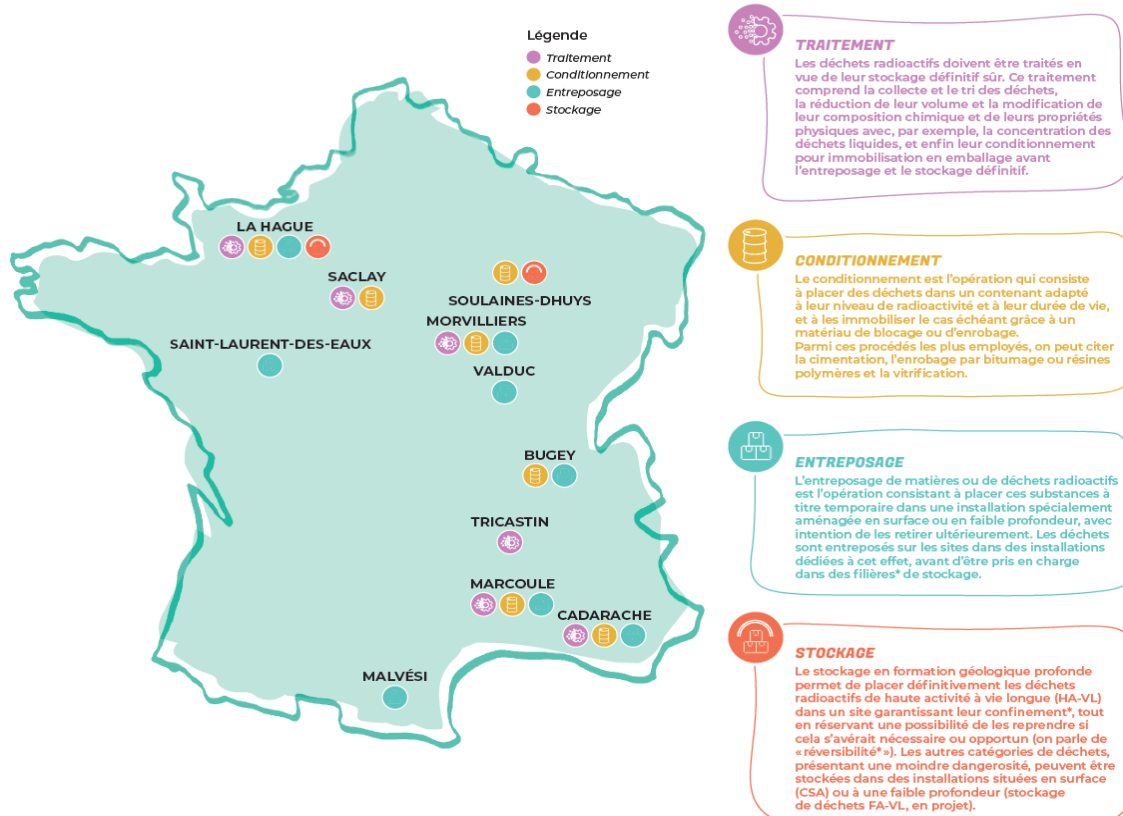 Légende
Traitement
Conditionnement
Entreposage
Stockage
LA HAGUE
SACLAY
SOULAINES-DHUYS
MORVILLIERS
SAINT-LAURENT-DES-EAUX
VALDUC
BUGEY
TRICASTIN
MARCOULE
CADARACHE
MALVÉSI
TRAITEMENT
Les déchets radioactifs doivent être traités en
vue de leur stockage définitif sûr. Ce traitement
comprend la collecte et le tri des déchets,
la réduction de leur volume et la modification de
leur composition chimique et de leurs propriétés
physiques avec, par exemple, la concentration des
déchets liquides, et enfin leur conditionnement
pour immobilisation en emballage avant
l'entreposage et le stockage définitif.
CONDITIONNEMENT
Le conditionnement est l'opération qui consiste
à placer des déchets dans un contenant adapté
à leur niveau de radioactivité et à leur durée de vie,
et à les immobiliser le cas échéant grâce à un
matériau de blocage ou d'enrobage.
Parmi ces procédés les plus employés, on peut citer
la cimentation, l'enrobage par bitumage ou résines
polymères et la vitrification.
ENTREPOSAGE
L'entreposage de matières ou de déchets radioactifs
est l'opération consistant à placer ces substances à
titre temporaire dans une installation spécialement
aménagée en surface ou en faible profondeur, avec
intention de les retirer ultérieurement. Les déchets
sont entreposés sur les sites dans des installations
dédiées à cet effet, avant d'être pris en charge
dans des filières* de stockage.
STOCKAGE
Le stockage en formation géologique profonde
permet de placer définitivement les déchets
radioactifs de haute activité à vie longue (HA-VL)
dans un site garantissant leur confinement*, tout
en réservant une possibilité de les reprendre si
cela s'avérait nécessaire ou opportun (on parle de
« réversibilité* »). Les autres catégories de déchets,
présentant une moindre dangerosité, peuvent être
stockées dans des installations situées en surface
(CSA) ou à une faible profondeur (stockage
de déchets FA-VL, en projet).